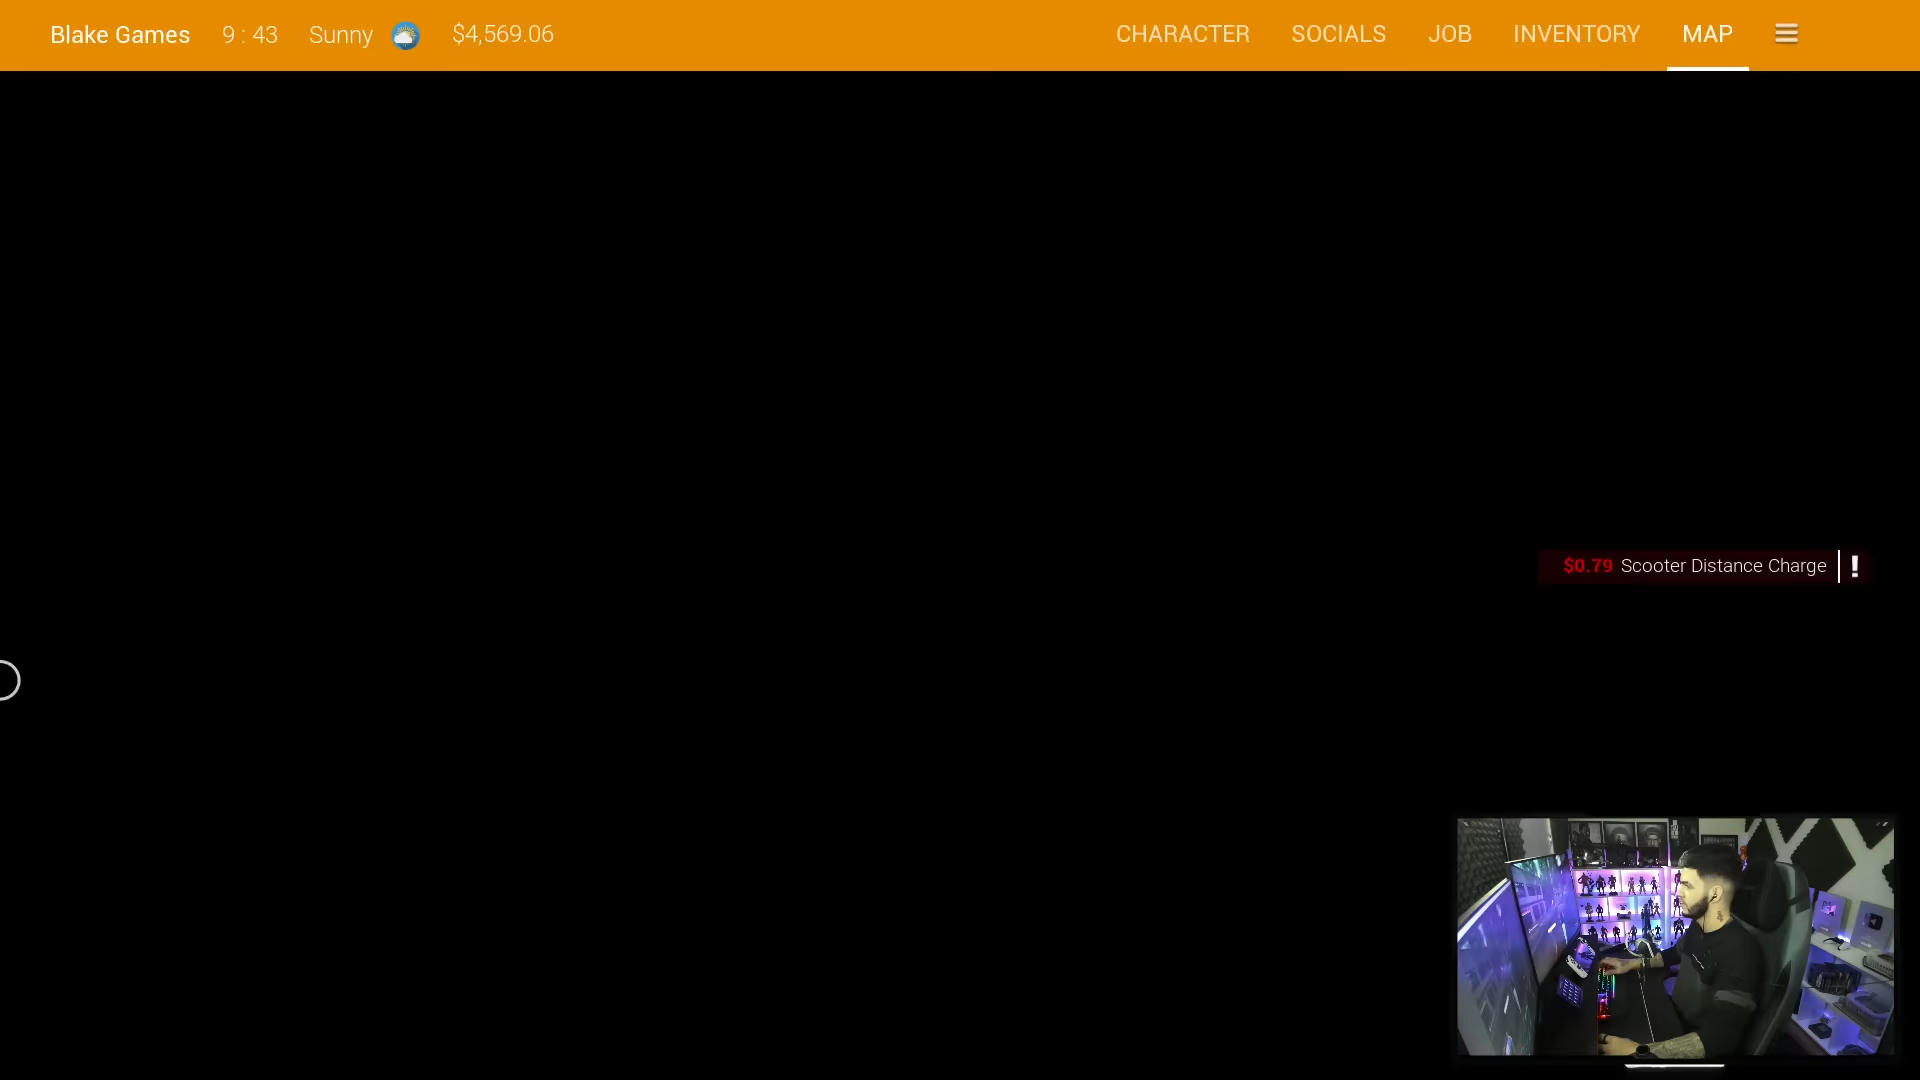 Blake Games 9 : 43 Sunny $4,569.06 CHARACTER SOCIALS JOB INVENTORY MAP
$0.79 Scooter Distance Charge !